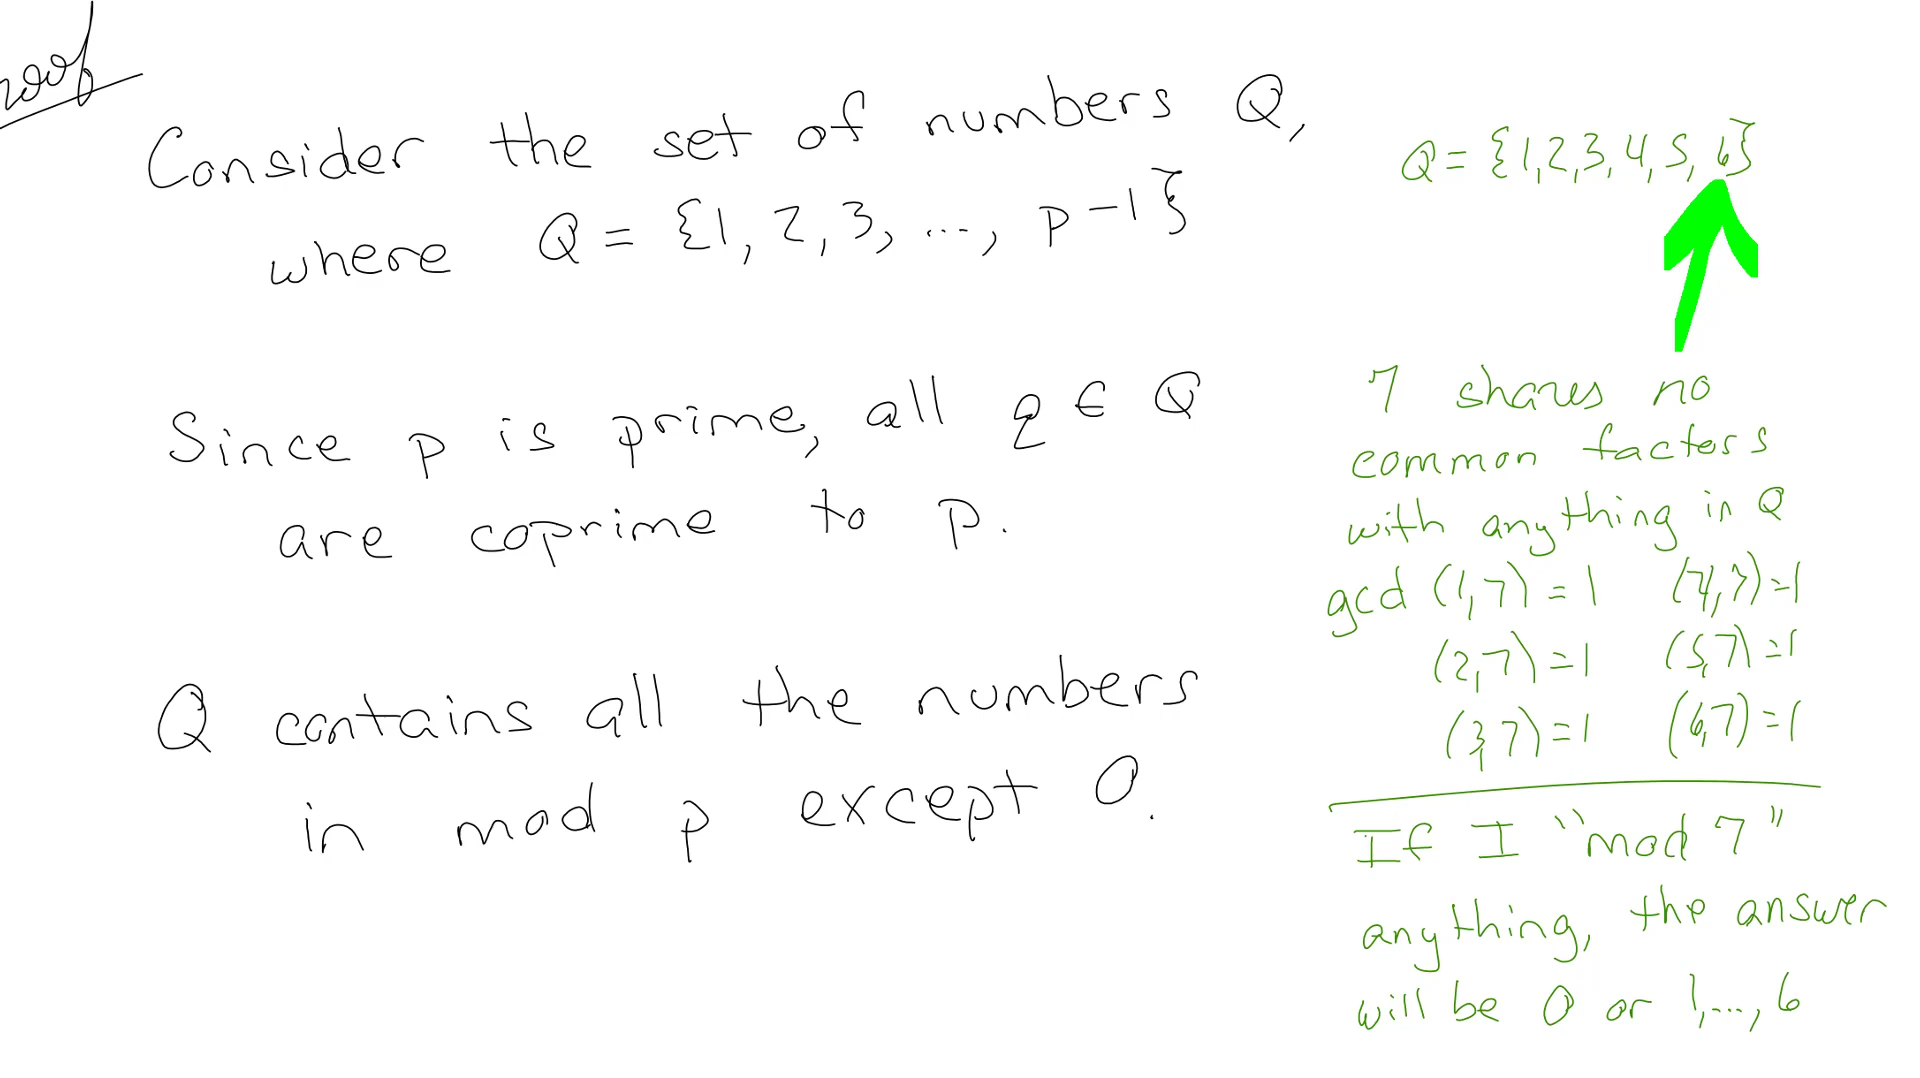 roof
Consider the set of numbers Q,
where Q = {1, 2, 3, ..., p-1}
Since p is prime, all q ∈ Q
are coprime to p.
Q contains all the numbers
in mod p except 0.
Q = {1,2,3,4,5,6}
7 shares no
common factors
with anything in Q
gcd (1,7) = 1 (4,7)=1
(2,7)=1 (5,7)=1
(3,7)=1 (6,7)=1
If I "mod 7"
anything, the answer
will be 0 or 1,...,6